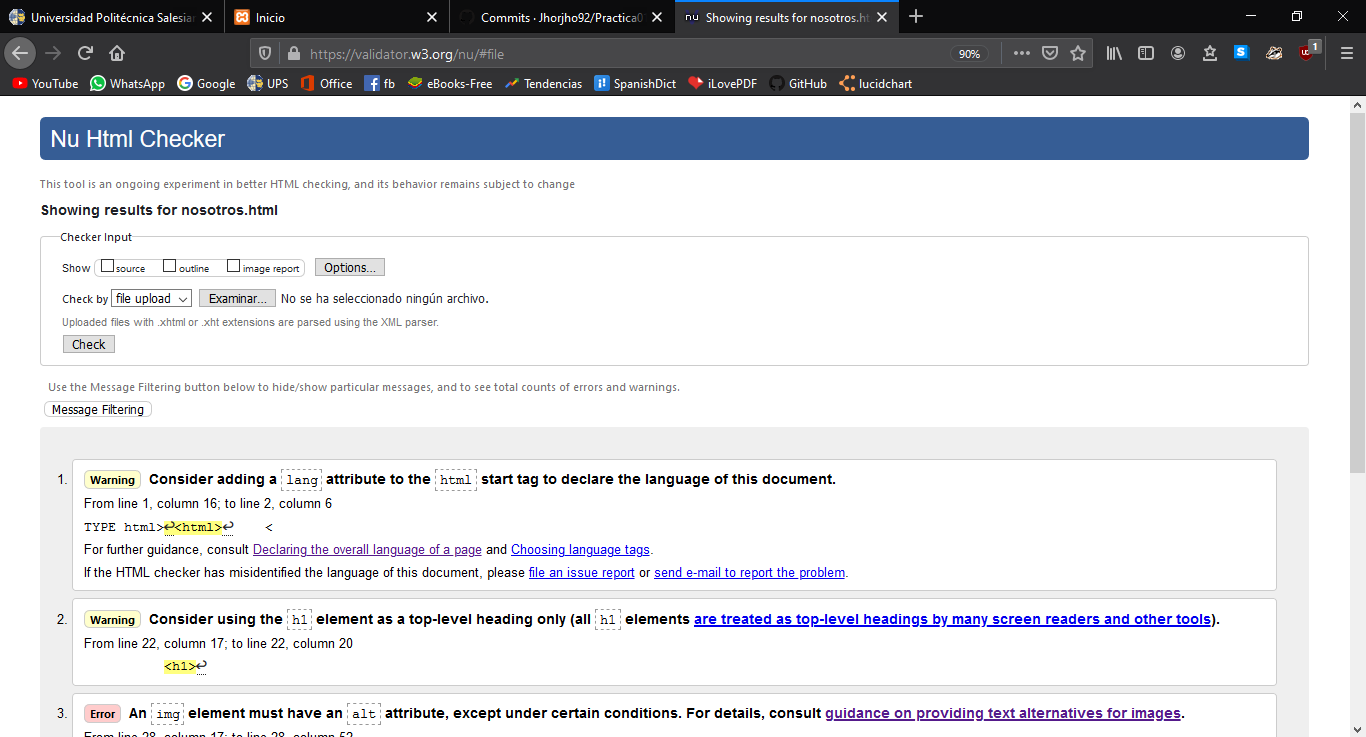 Universidad Politécnica Salesia
Inicio
Commits · Jhorjho92/Practica0
nu Showing results for nosotros.ht
https://validator.w3.org/nu/#file
90%
1
YouTube WhatsApp Google UPS Office fb eBooks-Free Tendencias SpanishDict iLovePDF GitHub lucidchart
Nu Html Checker
This tool is an ongoing experiment in better HTML checking, and its behavior remains subject to change
Showing results for nosotros.html
Checker Input
Show source outline image report Options...
Check by file upload Examinar... No se ha seleccionado ningún archivo.
Uploaded files with .xhtml or .xht extensions are parsed using the XML parser.
Check
Use the Message Filtering button below to hide/show particular messages, and to see total counts of errors and warnings.
Message Filtering
1. Warning Consider adding a lang attribute to the html start tag to declare the language of this document.
From line 1, column 16; to line 2, column 6
TYPE html>↩<html>↩ <
For further guidance, consult Declaring the overall language of a page and Choosing language tags.
If the HTML checker has misidentified the language of this document, please file an issue report or send e-mail to report the problem.
2. Warning Consider using the h1 element as a top-level heading only (all h1 elements are treated as top-level headings by many screen readers and other tools).
From line 22, column 17; to line 22, column 20
<h1>↩
3. Error An img element must have an alt attribute, except under certain conditions. For details, consult guidance on providing text alternatives for images.
From line 28, column 17; to line 28, column 52